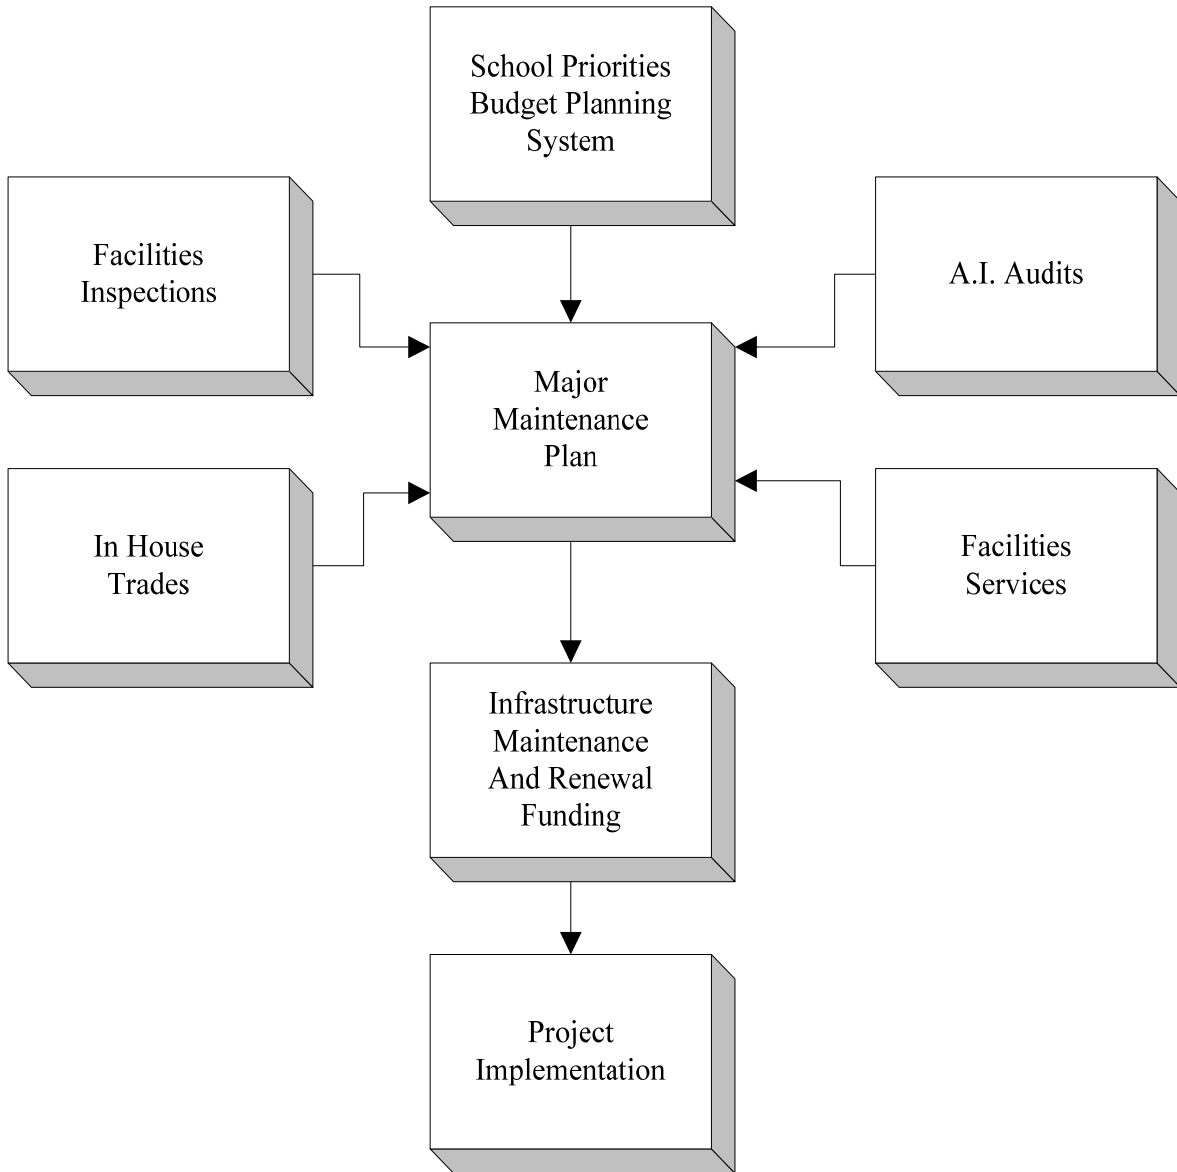 School Priorities
Budget Planning
System
Facilities
Inspections
A.I. Audits
Major
Maintenance
Plan
In House
Trades
Facilities
Services
Infrastructure
Maintenance
And Renewal
Funding
Project
Implementation